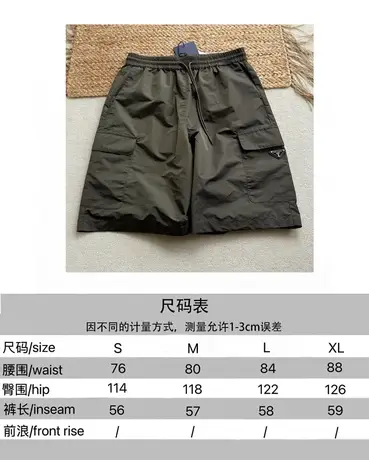 尺码表
因不同的计量方式，测量允许1-3cm误差
尺码/size S M L XL
腰围/waist 76 80 84 88
臀围/hip 114 118 122 126
裤长/inseam 56 57 58 59
前浪/front rise / / / /